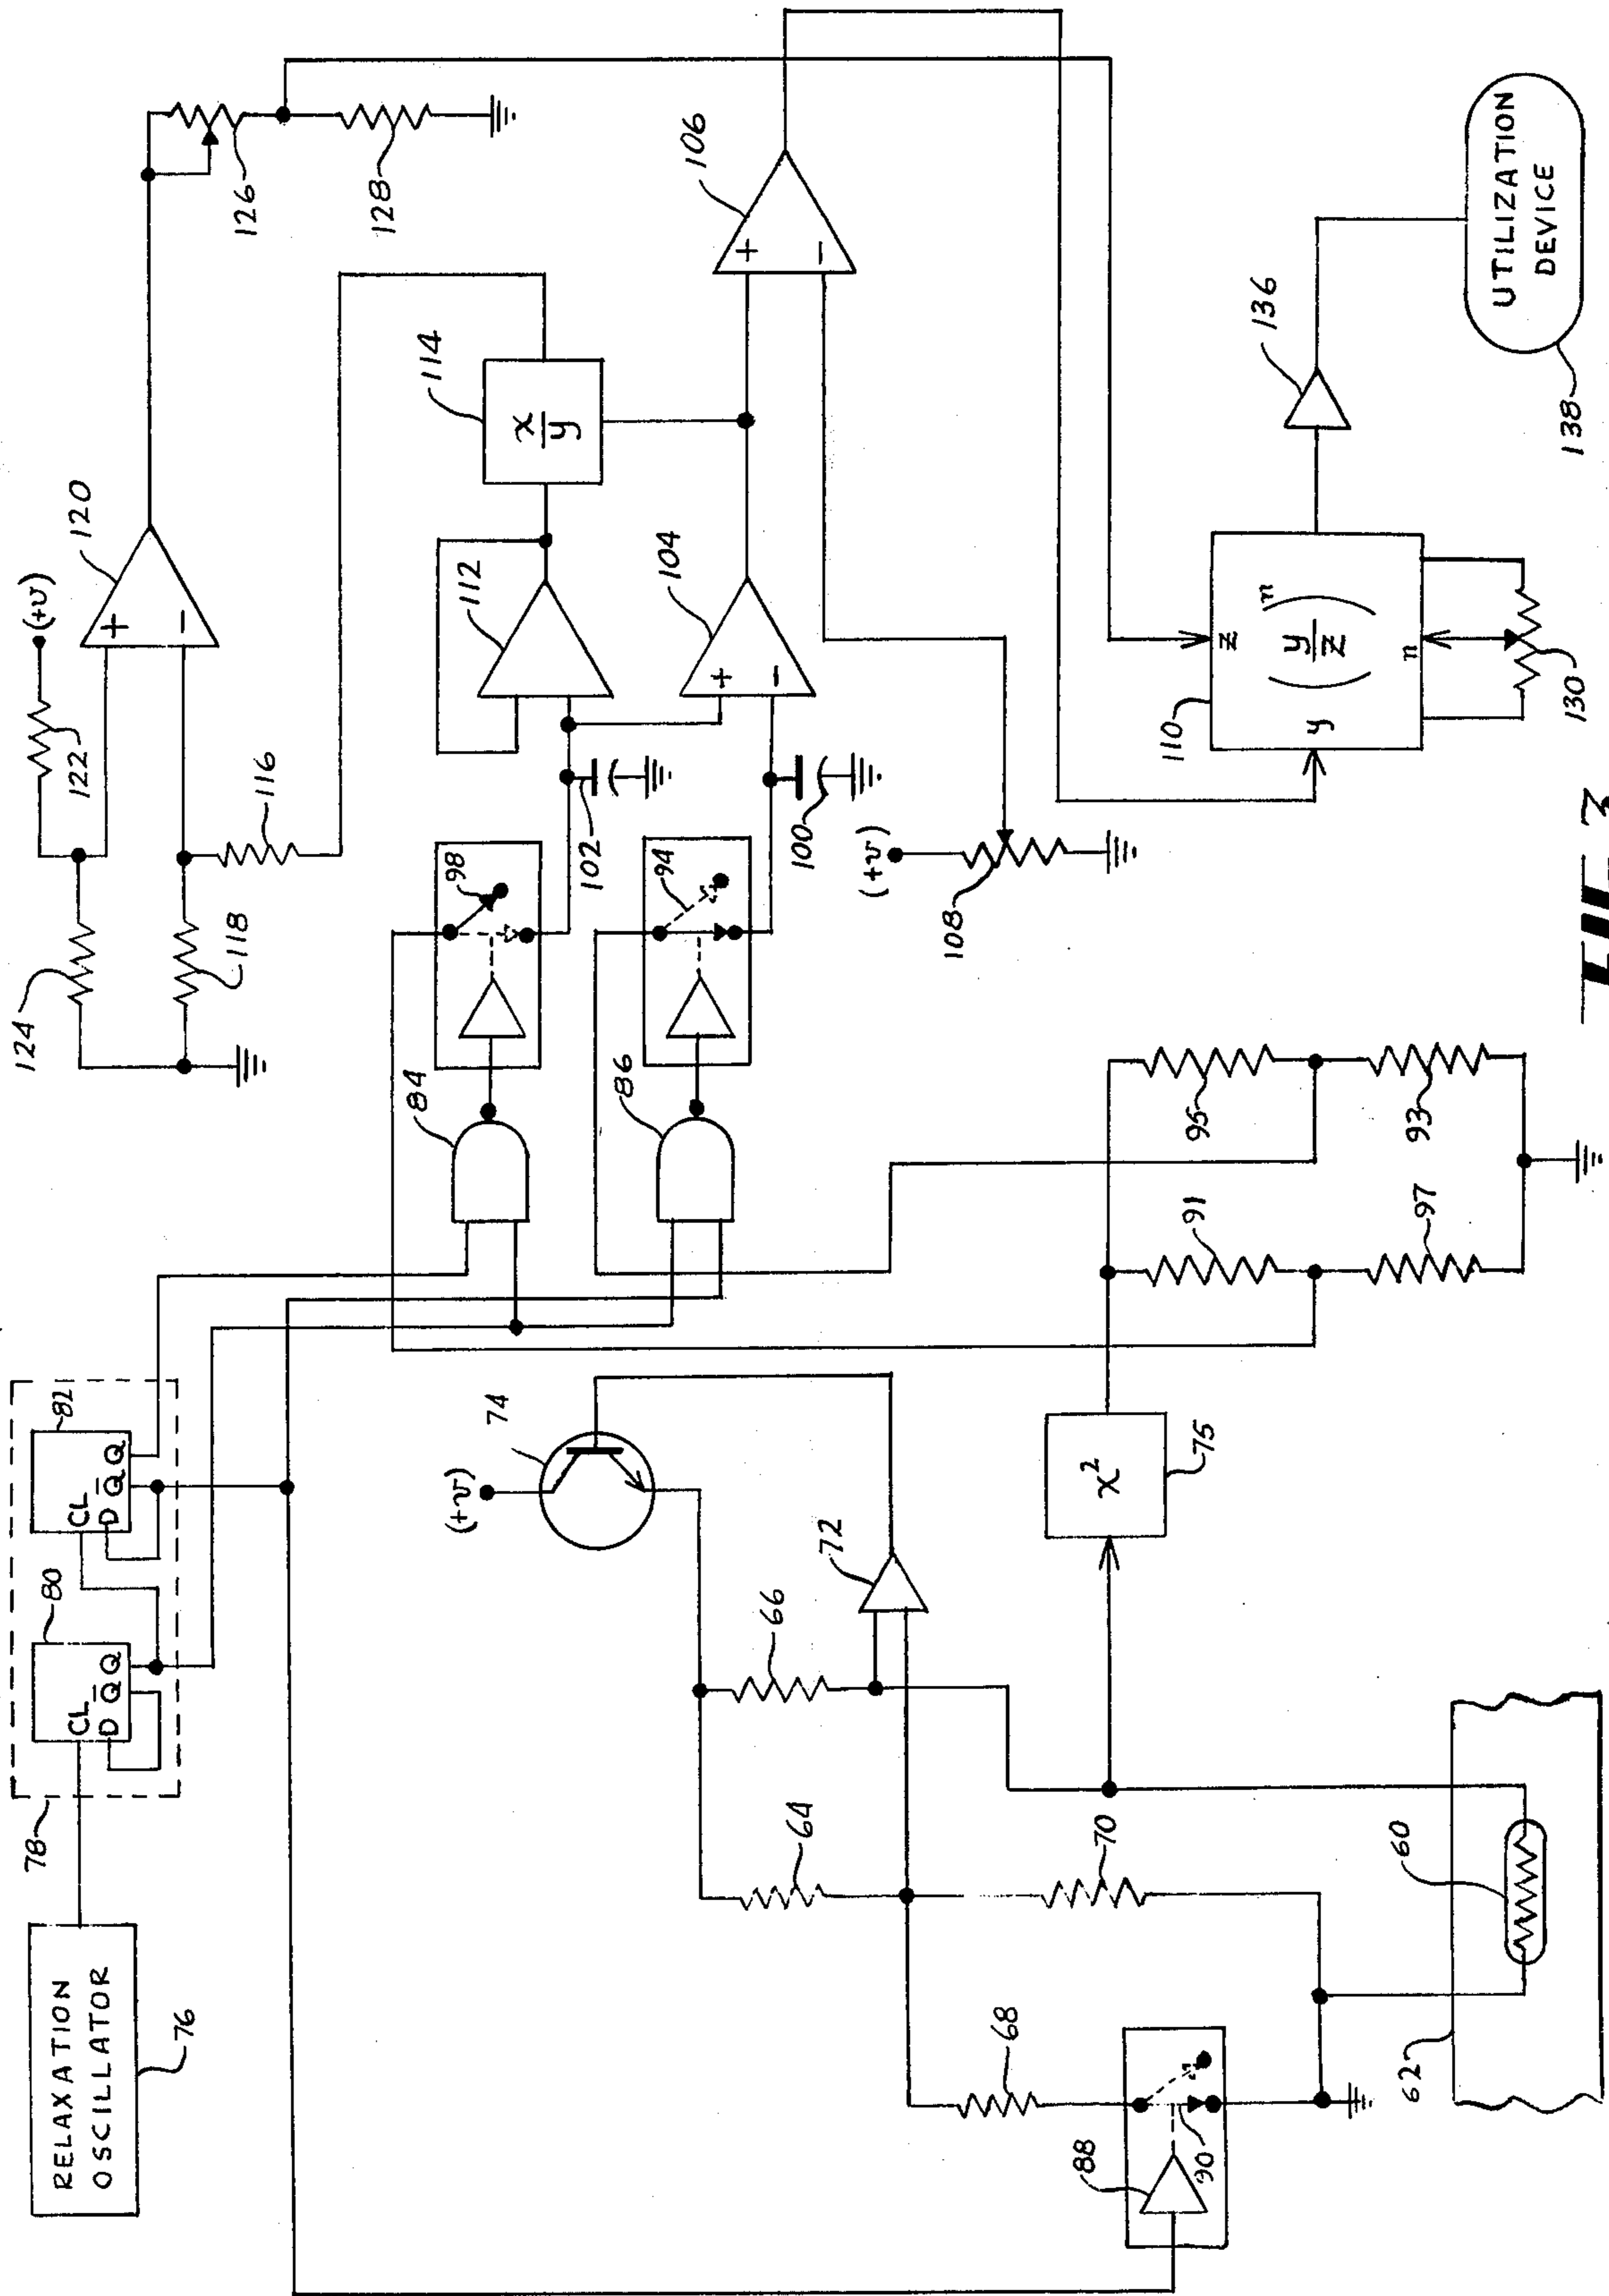 RELAXATION
OSCILLATOR
76
78
80
CL
D Q̅ Q
82
CL
D Q̅ Q
84
86
88
90
68
64
66
70
72
74
(+v)
60
62
x²
75
91
97
95
93
98
94
102
100
(+v)
108
112
104
+
−
x
y
114
106
+
−
116
118
124
122
(+v)
120
+
−
126
128
110
y
z
n
(y/z)ⁿ
130
136
UTILIZATION
DEVICE
138